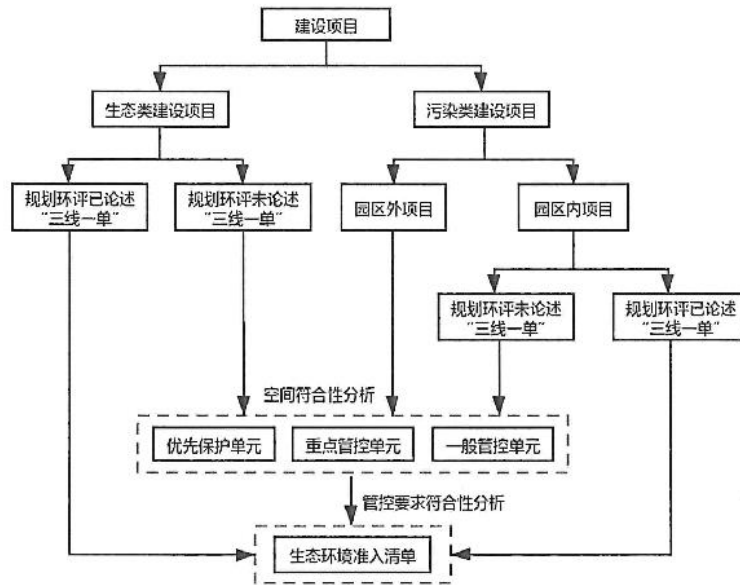 建设项目
生态类建设项目
污染类建设项目
规划环评已论述
“三线一单”
规划环评未论述
“三线一单”
园区外项目
园区内项目
规划环评未论述
“三线一单”
规划环评已论述
“三线一单”
空间符合性分析
优先保护单元
重点管控单元
一般管控单元
管控要求符合性分析
生态环境准入清单